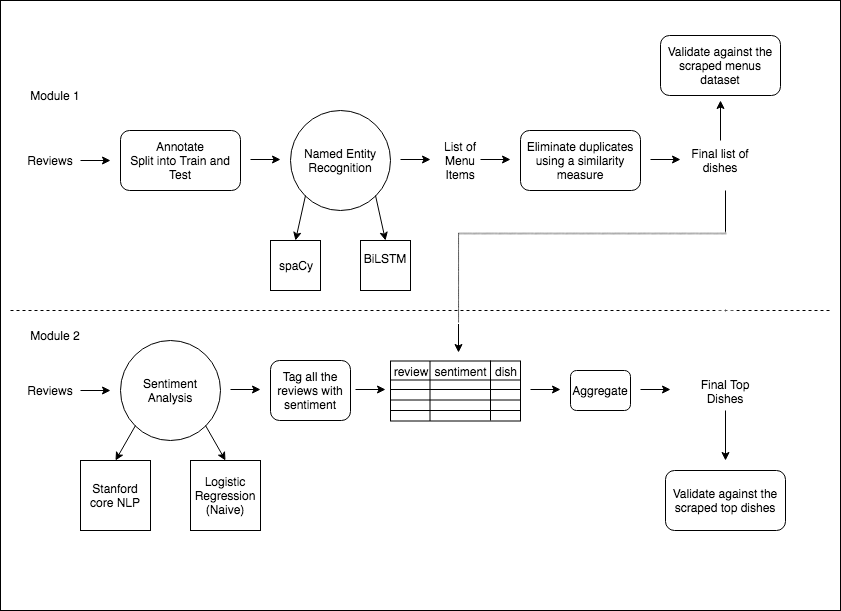 Validate against the
scraped menus
dataset
Module 1
Reviews
Annotate
Split into Train and
Test
Named Entity
Recognition
List of
Menu
Items
Eliminate duplicates
using a similarity
measure
Final list of
dishes
spaCy
BiLSTM
Module 2
Reviews
Sentiment
Analysis
Tag all the
reviews with
sentiment
review sentiment dish
Aggregate
Final Top
Dishes
Stanford
core NLP
Logistic
Regression
(Naive)
Validate against the
scraped top dishes